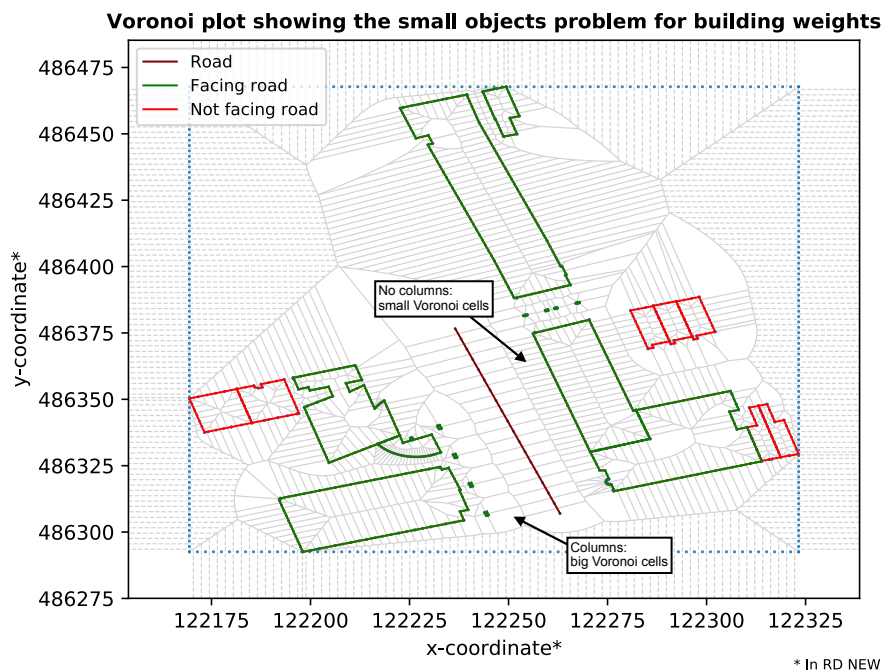 Voronoi plot showing the small objects problem for building weights
Road
Facing road
Not facing road
486475
486450
486425
486400
486375
486350
486325
486300
486275
y-coordinate*
No columns:
small Voronoi cells
Columns:
big Voronoi cells
122175 122200 122225 122250 122275 122300 122325
x-coordinate*
* In RD NEW